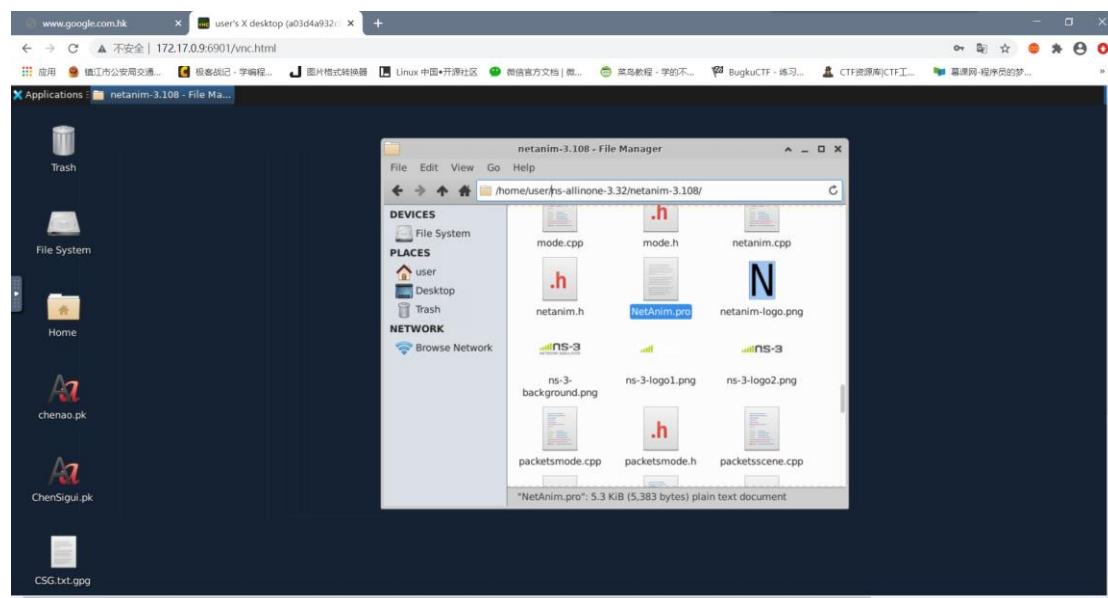 www.google.com.hk
user's X desktop (a03d4a932c
不安全 | 172.17.0.9:6901/vnc.html
应用 镇江市公安局交通... 极客战记 - 学编程... 图片格式转换器 Linux 中国•开源社区 微信官方文档 | 微... 菜鸟教程 - 学的不... BugkuCTF - 练习... CTF资源库|CTF工... 慕课网-程序员的梦... »
Applications netanim-3.108 - File Ma...
Trash
File System
Home
chenao.pk
ChenSigui.pk
CSG.txt.gpg
netanim-3.108 - File Manager
File Edit View Go Help
/home/user/ns-allinone-3.32/netanim-3.108/
DEVICES
File System
PLACES
user
Desktop
Trash
NETWORK
Browse Network
.h
mode.cpp mode.h netanim.cpp
.h N
netanim.h NetAnim.pro netanim-logo.png
ns-3 ns-3
ns-3-background.png ns-3-logo1.png ns-3-logo2.png
.h
packetsmode.cpp packetsmode.h packetsscene.cpp
"NetAnim.pro": 5.3 KiB (5,383 bytes) plain text document